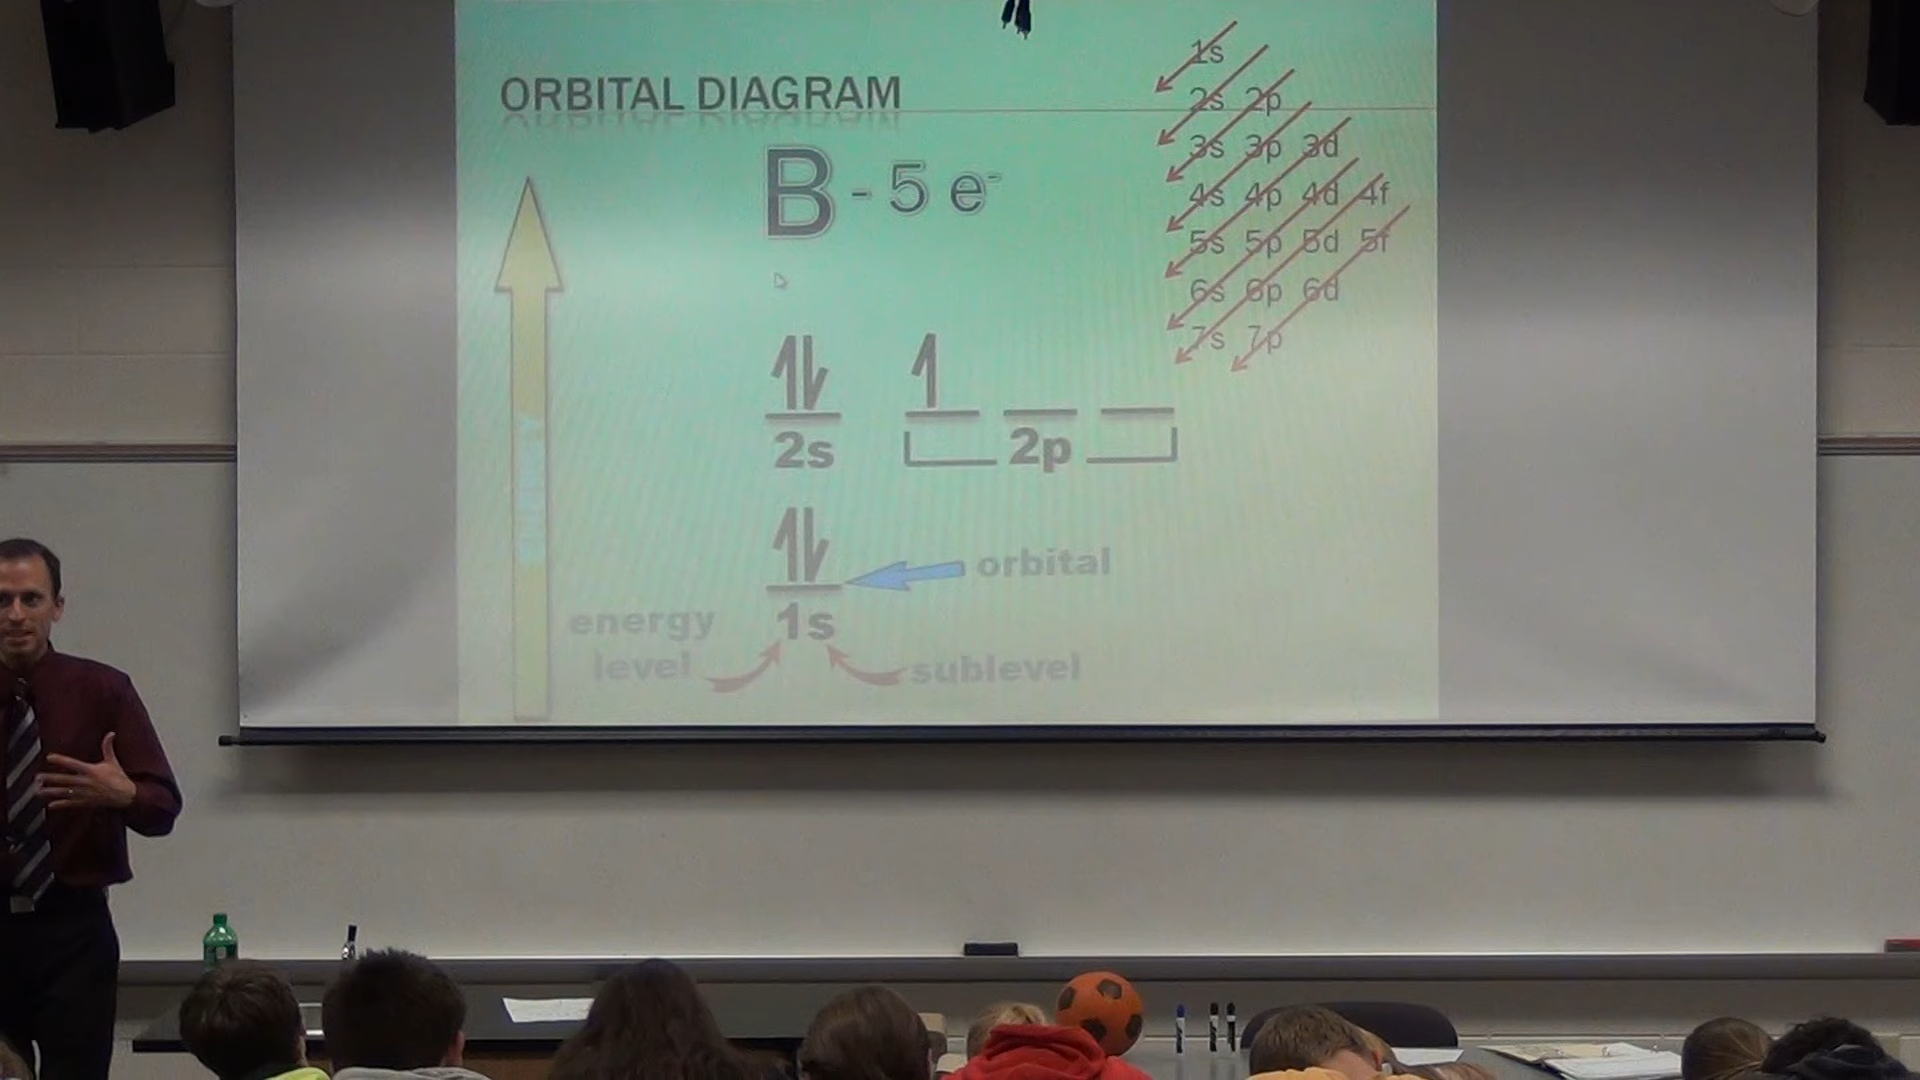 ORBITAL DIAGRAM
B - 5 e-
1s
2s 2p
3s 3p 3d
4s 4p 4d 4f
5s 5p 5d 5f
6s 6p 6d
7s 7p
2s 2p
orbital
energy level
1s
sublevel